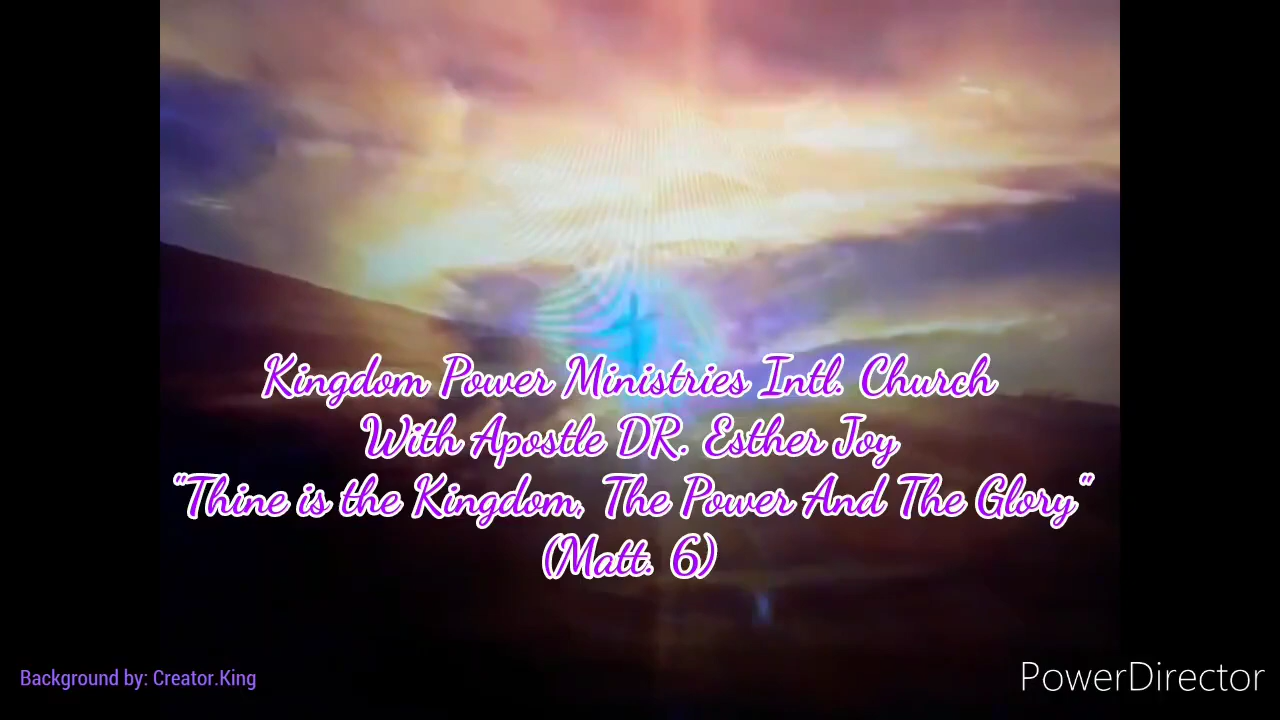 Kingdom Power Ministries Intl. Church
With Apostle DR. Esther Joy
"Thine is the Kingdom, The Power And The Glory"
(Matt. 6)
Background by: Creator.King
PowerDirector